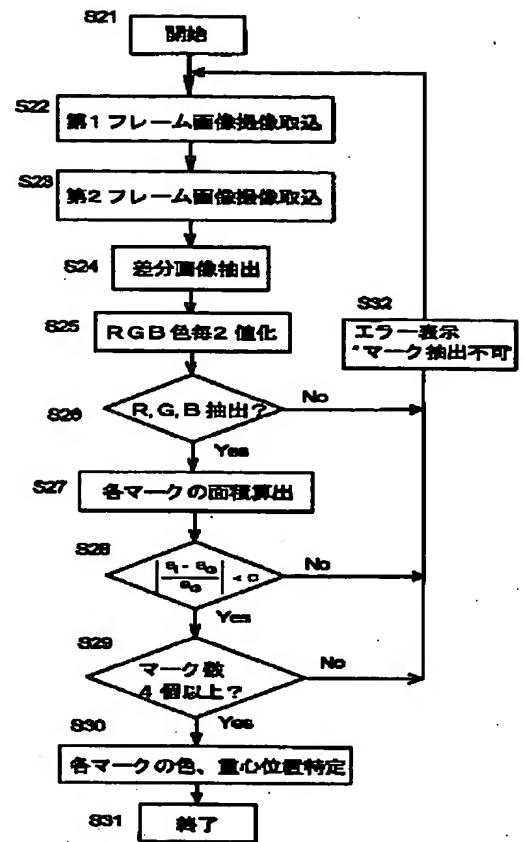 S21
開始
S22
第1フレーム画像撮像取込
S23
第2フレーム画像撮像取込
S24
差分画像抽出
S25
RGB色毎2値化
S32
エラー表示
"マーク抽出不可
S26
R,G,B抽出?
No
Yes
S27
各マークの面積算出
S28
No
Yes
S29
マーク数
4個以上?
No
Yes
S30
各マークの色、重心位置特定
S31
終了